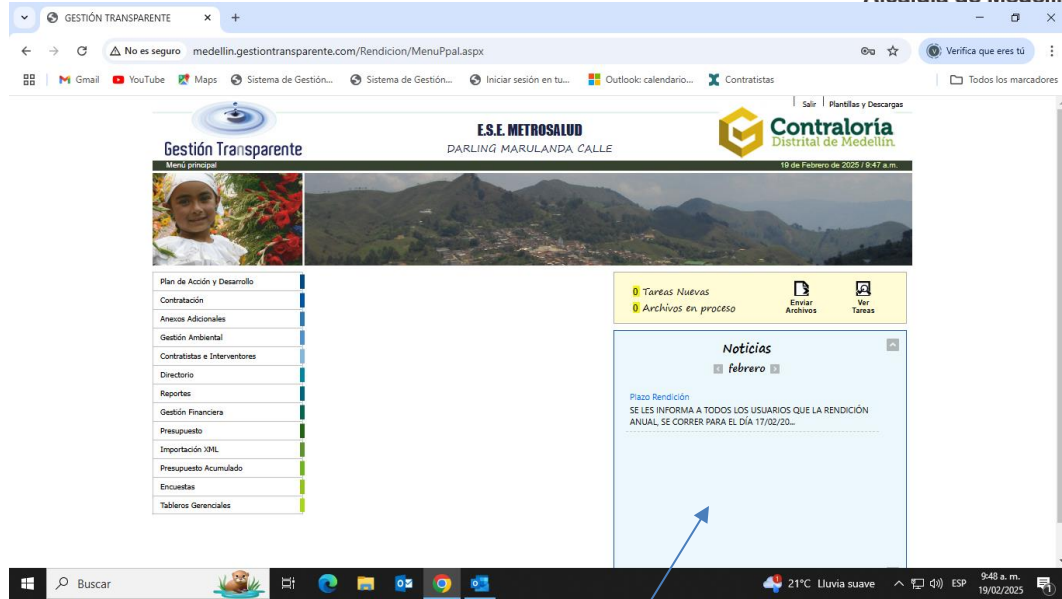 GESTIÓN TRANSPARENTE
No es seguro medellin.gestiontransparente.com/Rendicion/MenuPpal.aspx
Verifica que eres tú
Gmail YouTube Maps Sistema de Gestión... Sistema de Gestión... Iniciar sesión en tu... Outlook: calendario... Contratistas Todos los marcadores
Salir Plantillas y Descargas
Gestión Transparente
E.S.E. METROSALUD
DARLING MARULANDA CALLE
Contraloría
Distrital de Medellín
Menú principal
19 de Febrero de 2025 / 9:47 a.m.
Plan de Acción y Desarrollo
Contratación
Anexos Adicionales
Gestión Ambiental
Contratistas e Interventores
Directorio
Reportes
Gestión Financiera
Presupuesto
Importación XML
Presupuesto Acumulado
Encuestas
Tableros Gerenciales
0 Tareas Nuevas
0 Archivos en proceso
Enviar
Archivos
Ver
Tareas
Noticias
febrero
Plazo Rendición
SE LES INFORMA A TODOS LOS USUARIOS QUE LA RENDICIÓN
ANUAL, SE CORRER PARA EL DÍA 17/02/20...
Buscar
21°C Lluvia suave
ESP
9:48 a. m.
19/02/2025
1